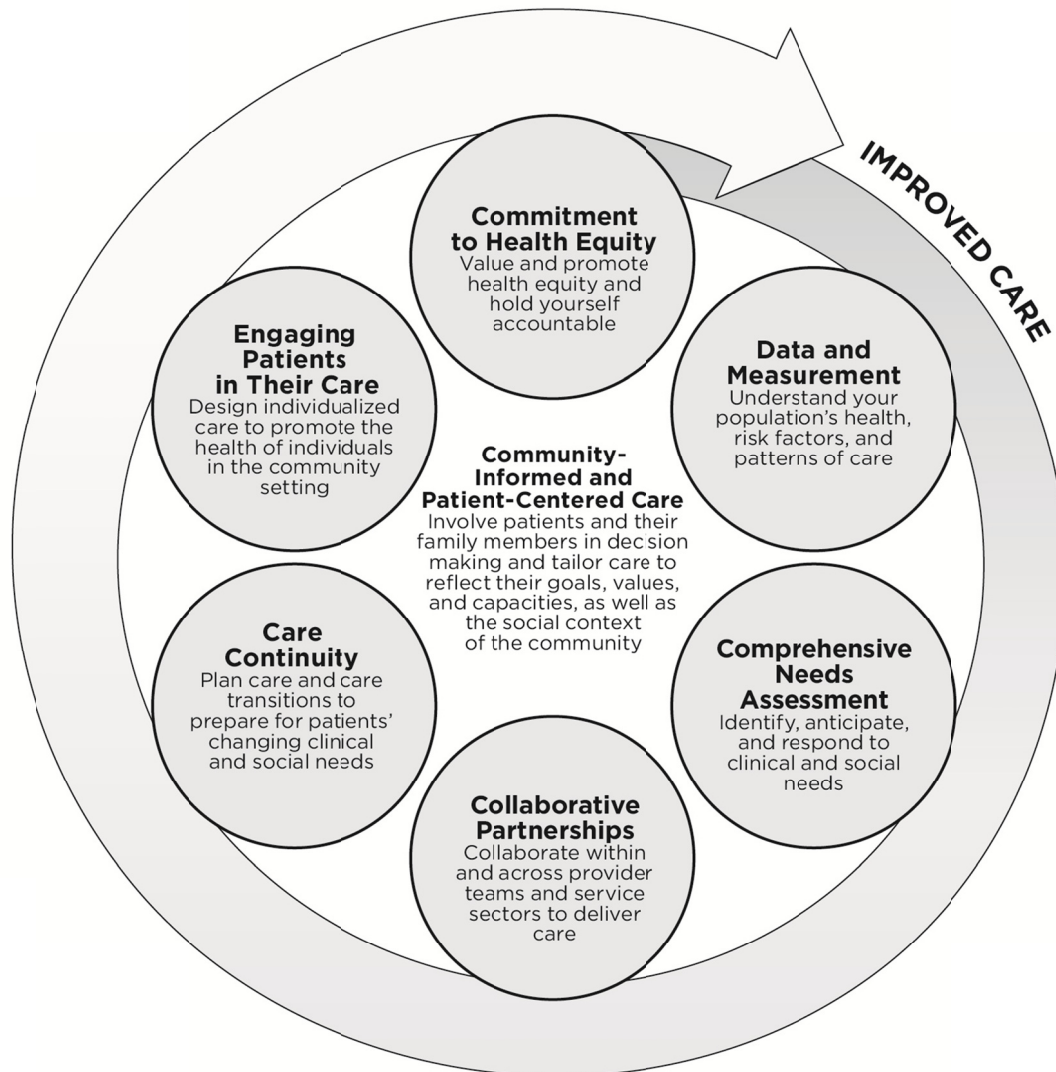 IMPROVED CARE
Commitment
to Health Equity
Value and promote
health equity and
hold yourself
accountable
Data and
Measurement
Understand your
population's health,
risk factors, and
patterns of care
Comprehensive
Needs
Assessment
Identify, anticipate,
and respond to
clinical and social
needs
Collaborative
Partnerships
Collaborate within
and across provider
teams and service
sectors to deliver
care
Care
Continuity
Plan care and care
transitions to
prepare for patients'
changing clinical
and social needs
Engaging
Patients
in Their Care
Design individualized
care to promote the
health of individuals
in the community
setting
Community-
Informed and
Patient-Centered Care
Involve patients and their
family members in decision
making and tailor care to
reflect their goals, values,
and capacities, as well as
the social context
of the community